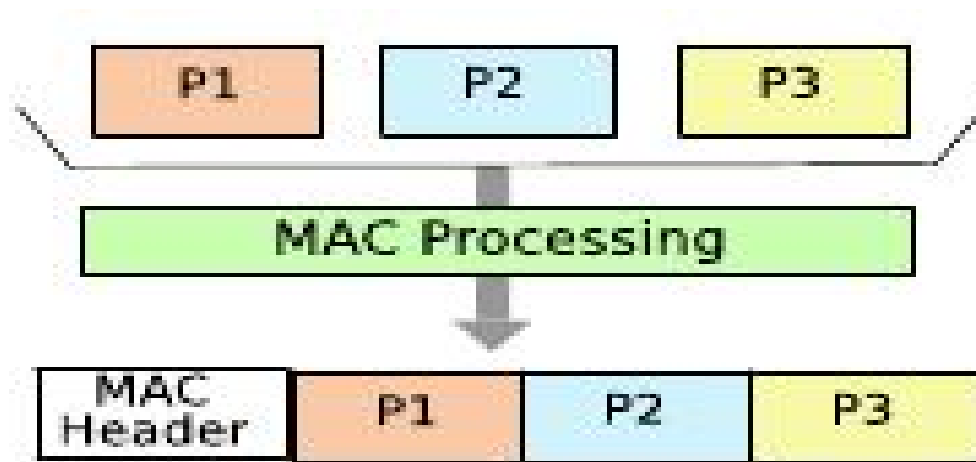 P1 P2 P3
MAC Processing
MAC
Header
P1 P2 P3